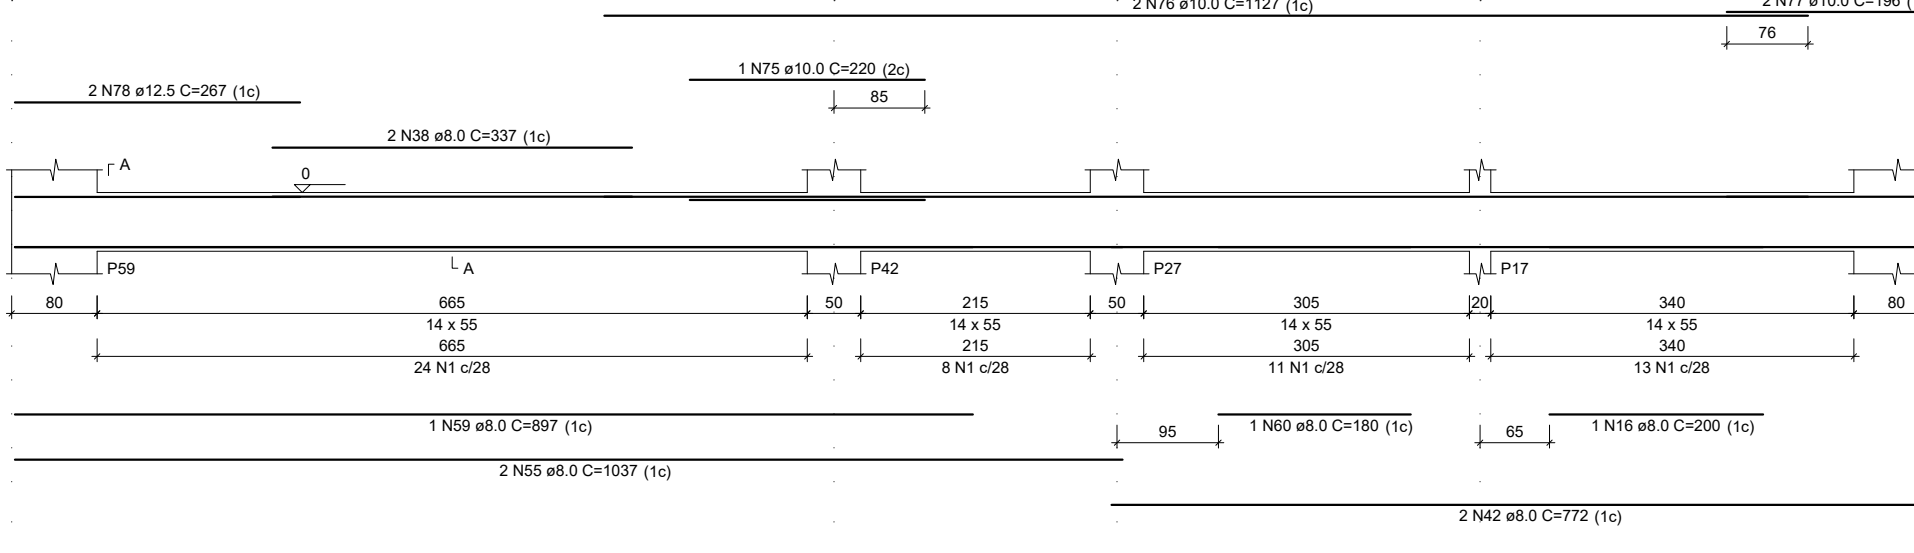 2 N76 ø10.0 C=1127 (1c)
2 N77 ø10.0 C=196 (
76
1 N75 ø10.0 C=220 (2c)
2 N78 ø12.5 C=267 (1c)
85
2 N38 ø8.0 C=337 (1c)
A
0
P59
A
P42
P27
P17
80
665
50
215
50
305
20
340
80
14 x 55
14 x 55
14 x 55
14 x 55
665
215
305
340
24 N1 c/28
8 N1 c/28
11 N1 c/28
13 N1 c/28
1 N59 ø8.0 C=897 (1c)
95
1 N60 ø8.0 C=180 (1c)
65
1 N16 ø8.0 C=200 (1c)
2 N55 ø8.0 C=1037 (1c)
2 N42 ø8.0 C=772 (1c)